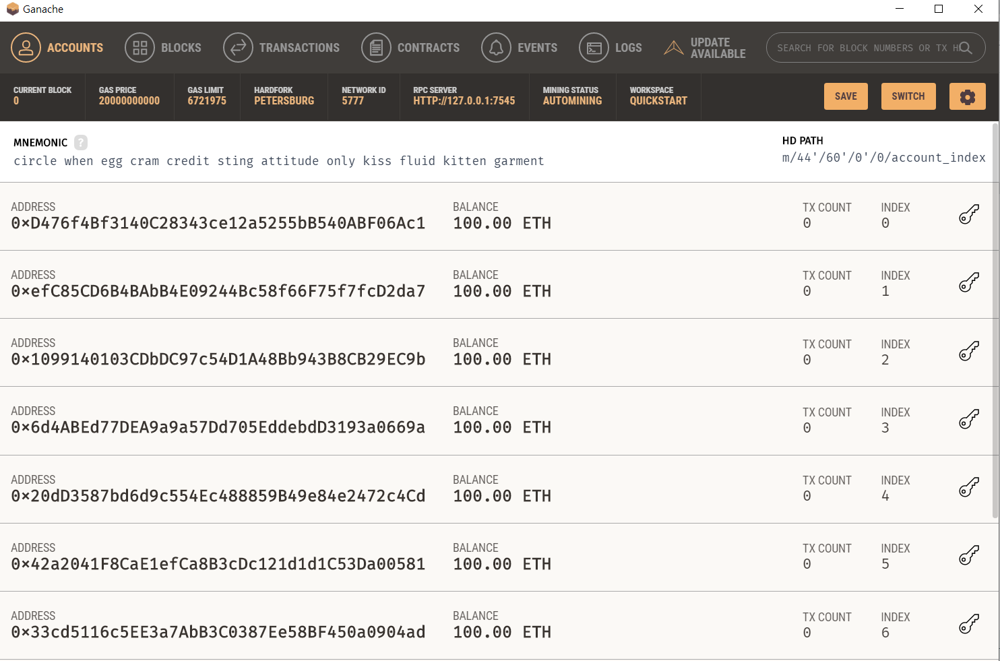 Ganache
ACCOUNTS BLOCKS TRANSACTIONS CONTRACTS EVENTS LOGS UPDATE AVAILABLE SEARCH FOR BLOCK NUMBERS OR TX
CURRENT BLOCK GAS PRICE GAS LIMIT HARDFORK NETWORK ID RPC SERVER MINING STATUS WORKSPACE
0 20000000000 6721975 PETERSBURG 5777 HTTP://127.0.0.1:7545 AUTOMINING QUICKSTART
SAVE SWITCH
MNEMONIC ? HD PATH
circle when egg cram credit sting attitude only kiss fluid kitten garment m/44'/60'/0'/0/account_index
ADDRESS BALANCE TX COUNT INDEX
0xD476f4Bf3140C28343ce12a5255bB540ABF06Ac1 100.00 ETH 0 0
ADDRESS BALANCE TX COUNT INDEX
0xefC85CD6B4BAbB4E09244Bc58f66F75f7fcD2da7 100.00 ETH 0 1
ADDRESS BALANCE TX COUNT INDEX
0x1099140103CDbDC97c54D1A48Bb943B8CB29EC9b 100.00 ETH 0 2
ADDRESS BALANCE TX COUNT INDEX
0x6d4ABEd77DEA9a9a57Dd705EddebdD3193a0669a 100.00 ETH 0 3
ADDRESS BALANCE TX COUNT INDEX
0x20dD3587bd6d9c554Ec488859B49e84e2472c4Cd 100.00 ETH 0 4
ADDRESS BALANCE TX COUNT INDEX
0x42a2041F8CaE1efCa8B3cDc121d1d1C53Da00581 100.00 ETH 0 5
ADDRESS BALANCE TX COUNT INDEX
0x33cd5116c5EE3a7AbB3C0387Ee58BF450a0904ad 100.00 ETH 0 6